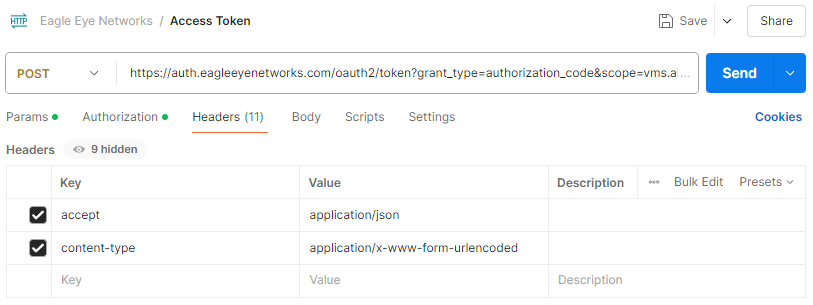 HTTP Eagle Eye Networks / Access Token Save Share
POST https://auth.eagleeyenetworks.com/oauth2/token?grant_type=authorization_code&scope=vms.al... Send
Params Authorization Headers (11) Body Scripts Settings Cookies
Headers 9 hidden
Key Value Description Bulk Edit Presets
accept application/json
content-type application/x-www-form-urlencoded
Key Value Description